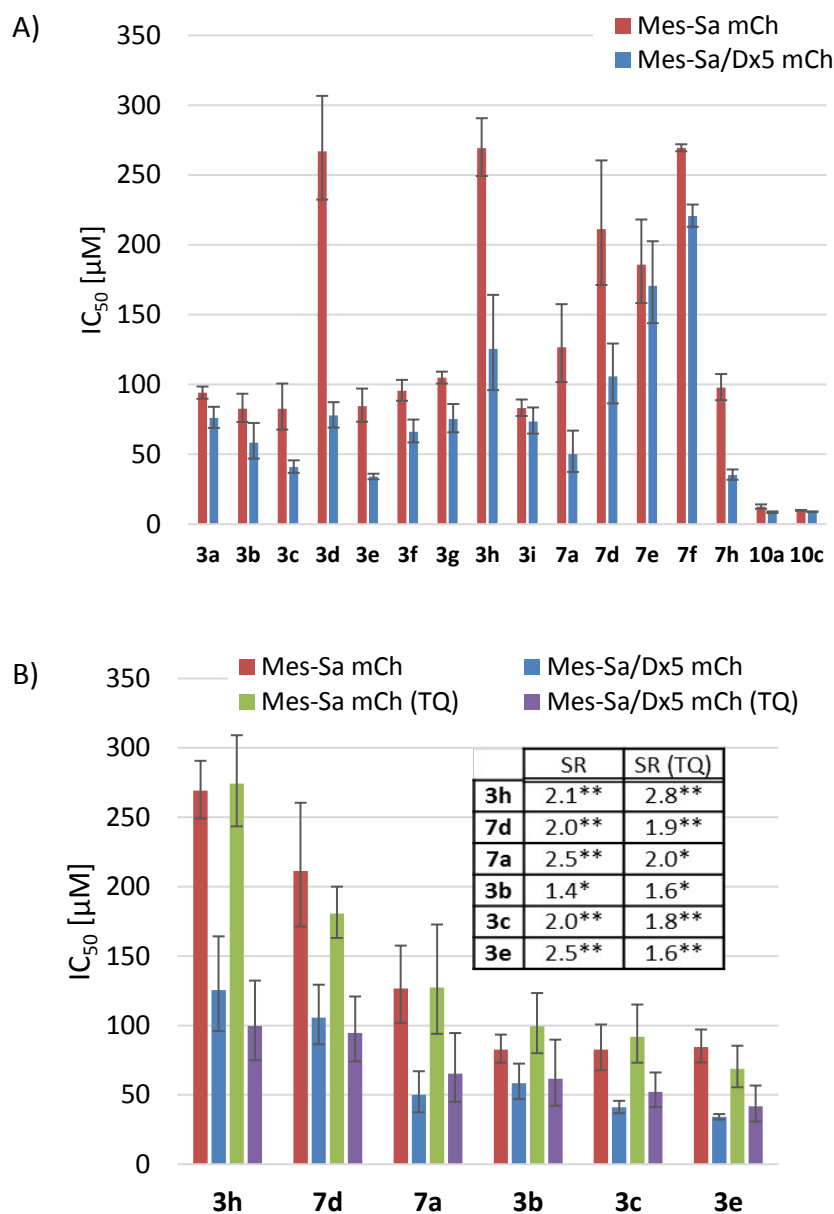 A)
Mes-Sa mCh
Mes-Sa/Dx5 mCh
IC50 [µM]
350
300
250
200
150
100
50
0
3a 3b 3c 3d 3e 3f 3g 3h 3i 7a 7d 7e 7f 7h 10a 10c
B)
Mes-Sa mCh Mes-Sa/Dx5 mCh
Mes-Sa mCh (TQ) Mes-Sa/Dx5 mCh (TQ)
IC50 [µM]
350
300
250
200
150
100
50
0
SR SR (TQ)
3h 2.1** 2.8**
7d 2.0** 1.9**
7a 2.5** 2.0*
3b 1.4* 1.6*
3c 2.0** 1.8**
3e 2.5** 1.6**
3h 7d 7a 3b 3c 3e